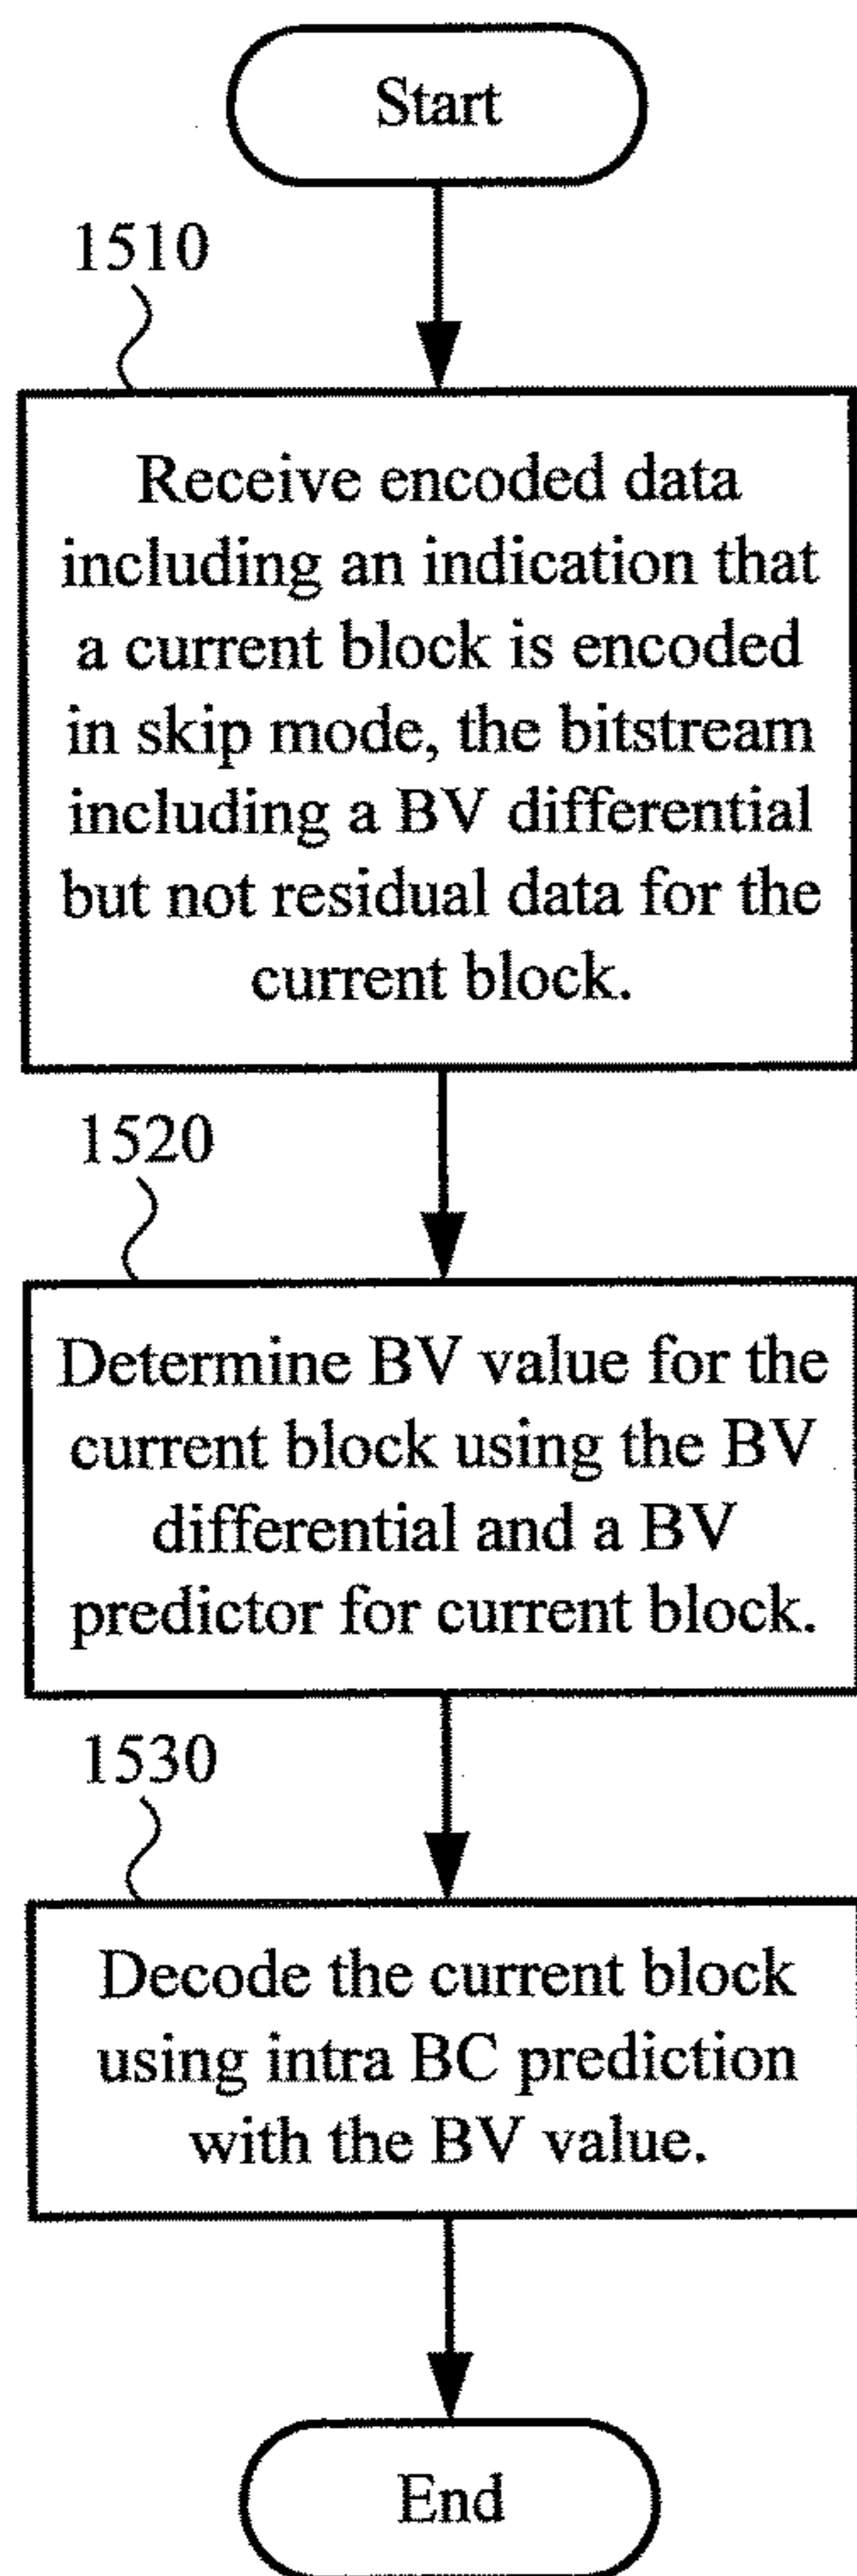 Start
1510
Receive encoded data
including an indication that
a current block is encoded
in skip mode, the bitstream
including a BV differential
but not residual data for the
current block.
1520
Determine BV value for the
current block using the BV
differential and a BV
predictor for current block.
1530
Decode the current block
using intra BC prediction
with the BV value.
End